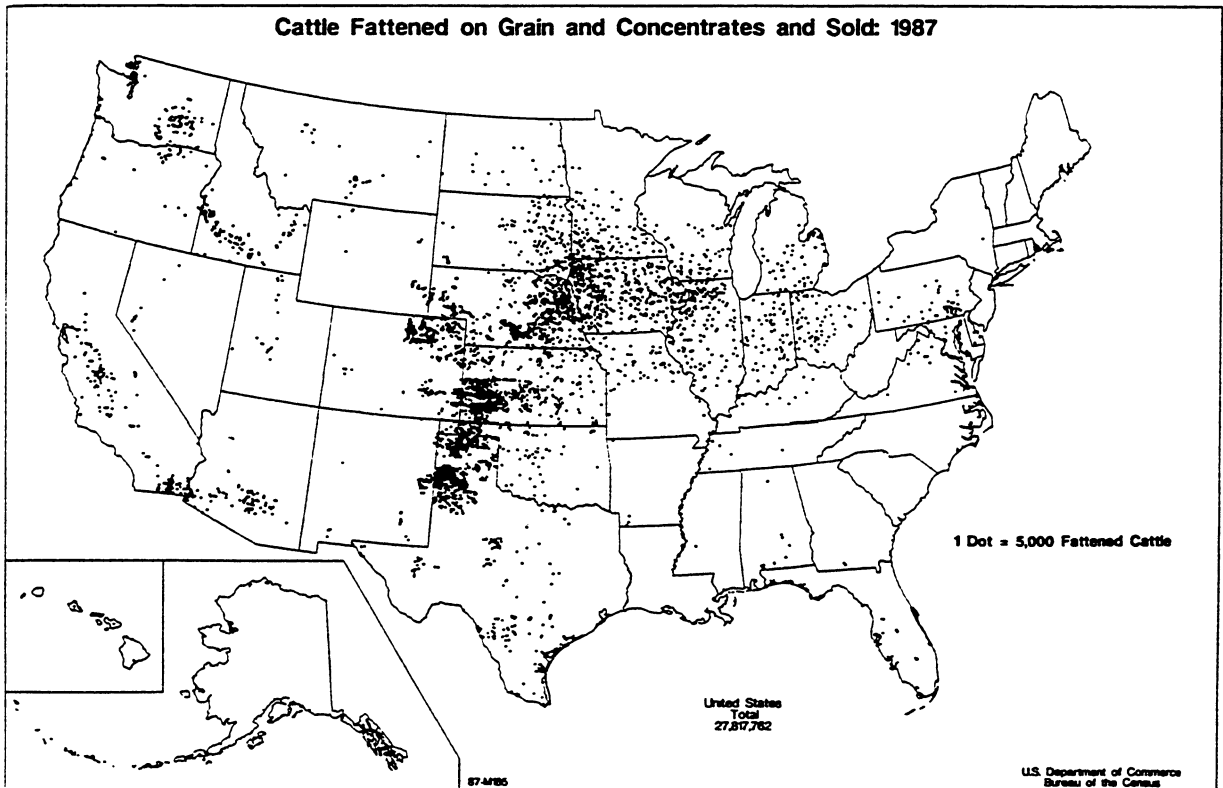 Cattle Fattened on Grain and Concentrates and Sold: 1987
1 Dot = 5,000 Fattened Cattle
United States
Total
27,817,762
87-M185
U.S. Department of Commerce
Bureau of the Census